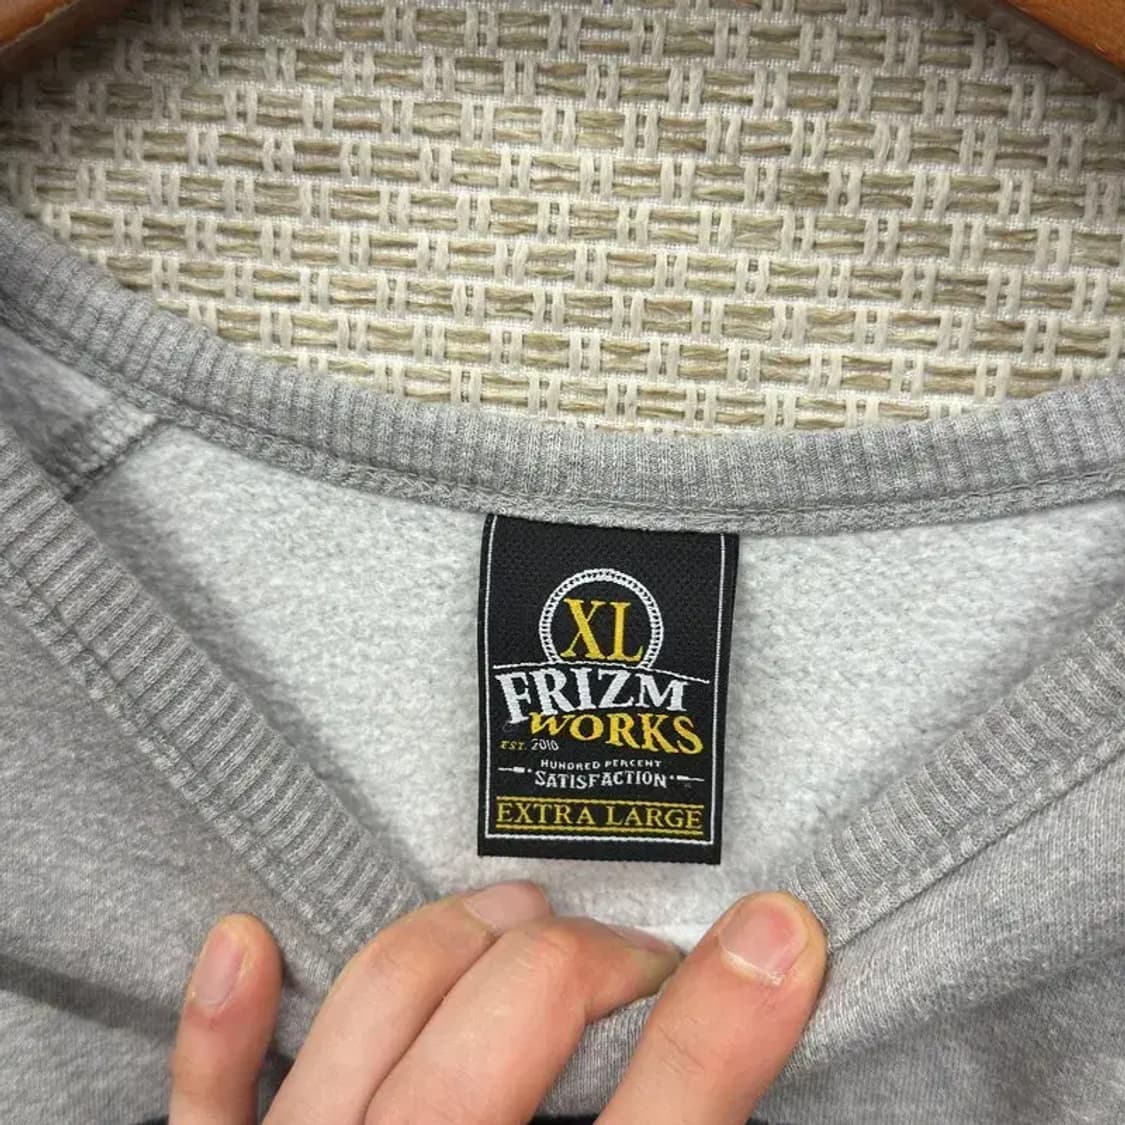 XL
FRIZM
WORKS
EST. 2010
HUNDRED PERCENT
SATISFACTION
EXTRA LARGE